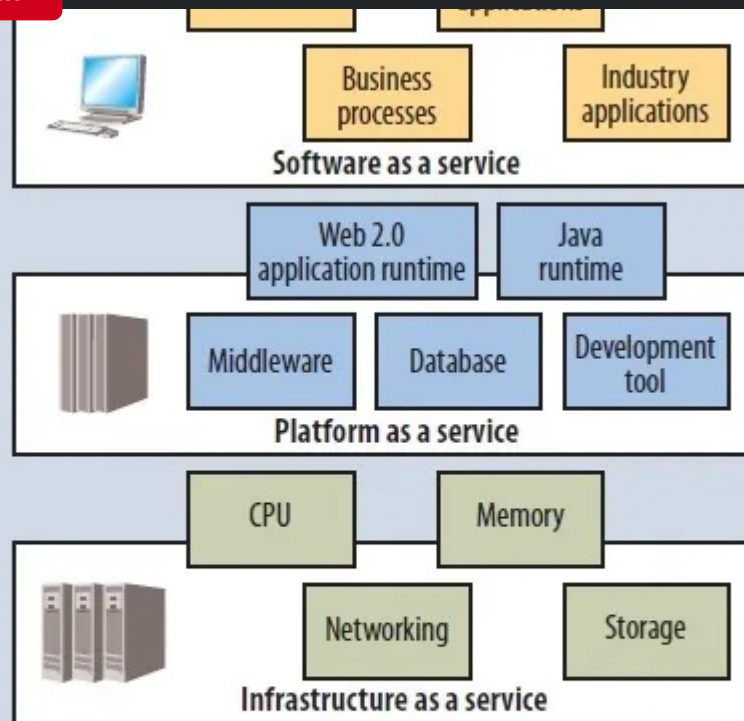 applications
Business
processes
Industry
applications
Software as a service
Web 2.0
application runtime
Java
runtime
Middleware
Database
Development
tool
Platform as a service
CPU
Memory
Networking
Storage
Infrastructure as a service